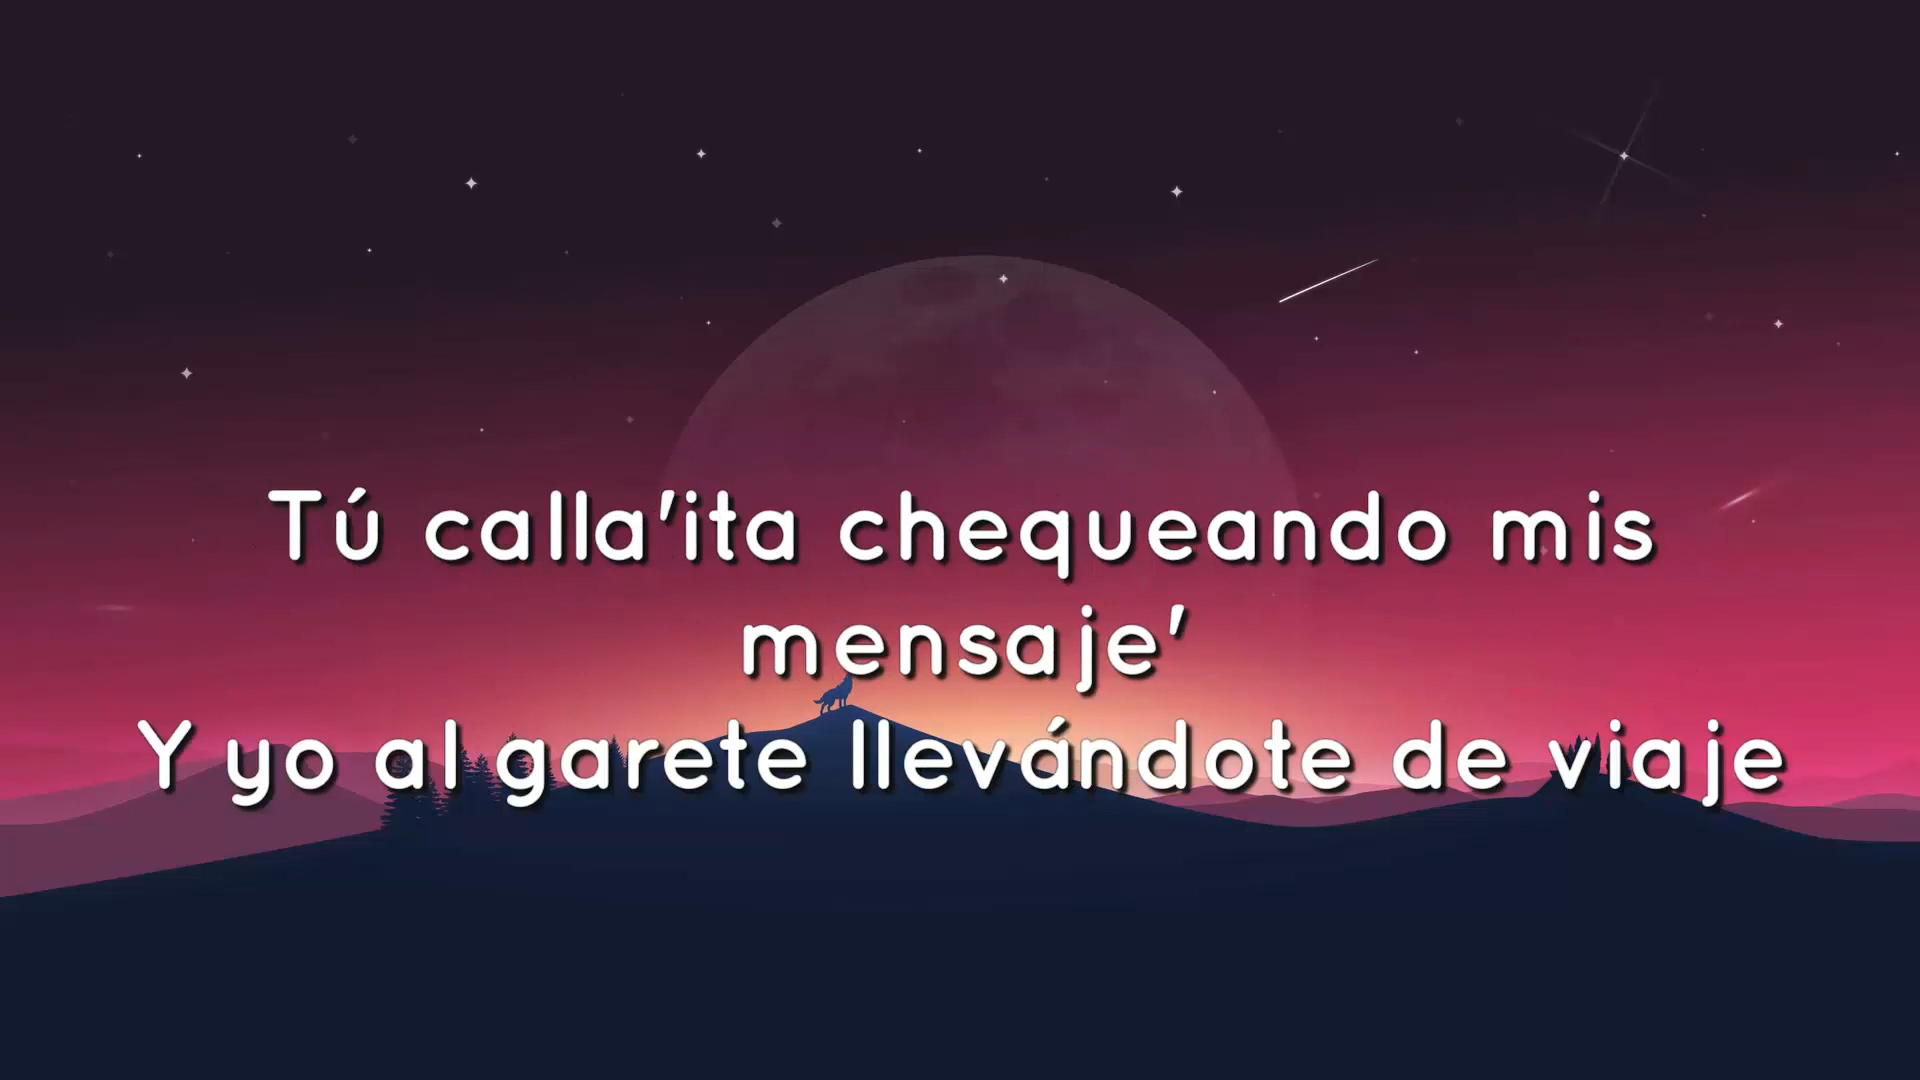 Tú calla'ita chequeando mis
mensaje'
Y yo al garete llevándote de viaje